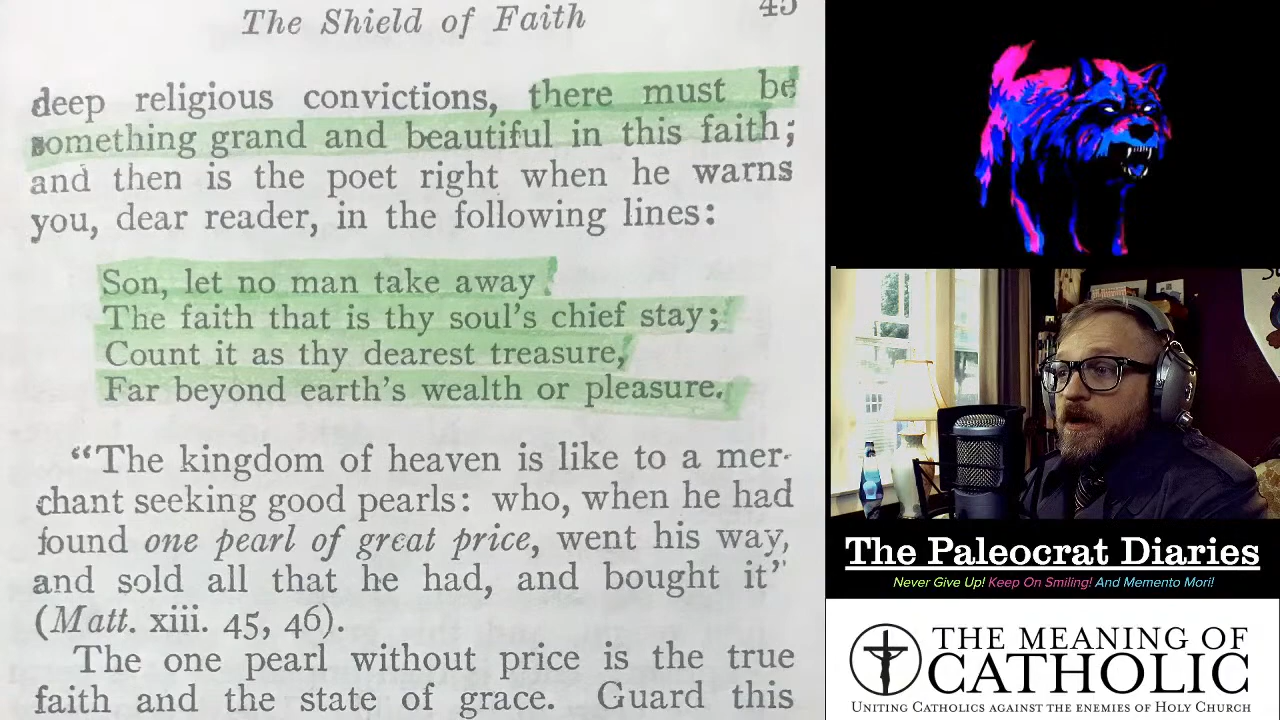 The Shield of Faith
45
deep religious convictions, there must be
something grand and beautiful in this faith;
and then is the poet right when he warns
you, dear reader, in the following lines:
Son, let no man take away
The faith that is thy soul's chief stay;
Count it as thy dearest treasure,
Far beyond earth's wealth or pleasure.
"The kingdom of heaven is like to a mer-
chant seeking good pearls: who, when he had
found one pearl of great price, went his way,
and sold all that he had, and bought it"
(Matt. xiii. 45, 46).
The one pearl without price is the true
faith and the state of grace. Guard this
The Paleocrat Diaries
Never Give Up! Keep On Smiling! And Memento Mori!
THE MEANING OF
CATHOLIC
UNITING CATHOLICS AGAINST THE ENEMIES OF HOLY CHURCH